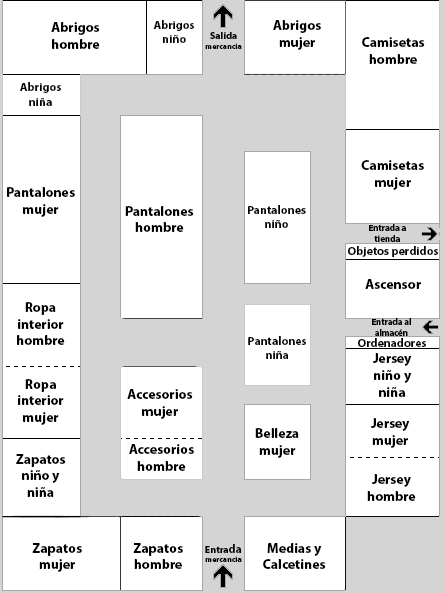 Abrigos
hombre
Abrigos
niño
Salida
mercancia
Abrigos
mujer
Camisetas
hombre
Abrigos
niña
Pantalones
mujer
Pantalones
hombre
Pantalones
niño
Camisetas
mujer
Entrada a
tienda
Objetos perdidos
Ascensor
Entrada al
almacén
Ordenadores
Ropa
interior
hombre
Pantalones
niña
Jersey
niño y
niña
Ropa
interior
mujer
Accesorios
mujer
Accesorios
hombre
Belleza
mujer
Jersey
mujer
Jersey
hombre
Zapatos
niño y
niña
Zapatos
mujer
Zapatos
hombre
Entrada
mercancia
Medias y
Calcetines